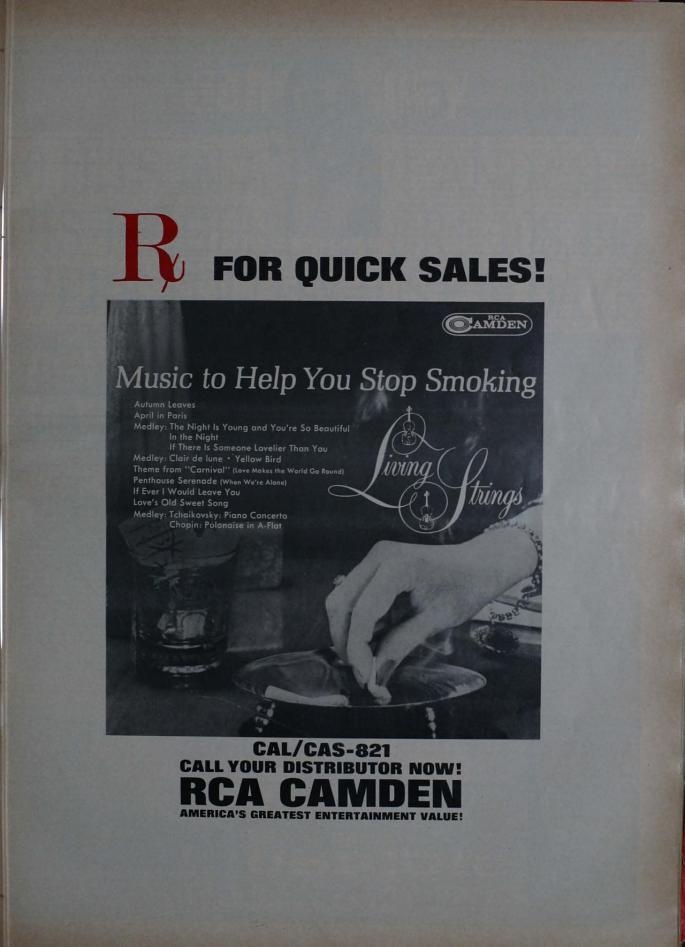 Rx FOR QUICK SALES!
RCA
CAMDEN
Music to Help You Stop Smoking
Autumn Leaves
April in Paris
Medley: The Night Is Young and You're So Beautiful
In the Night
If There Is Someone Lovelier Than You
Medley: Clair de lune • Yellow Bird
Theme from "Carnival" (Love Makes the World Go Round)
Penthouse Serenade (When We're Alone)
If Ever I Would Leave You
Love's Old Sweet Song
Medley: Tchaikovsky: Piano Concerto
Chopin: Polonaise in A-Flat
Living Strings
CAL/CAS-821
CALL YOUR DISTRIBUTOR NOW!
RCA CAMDEN
AMERICA'S GREATEST ENTERTAINMENT VALUE!